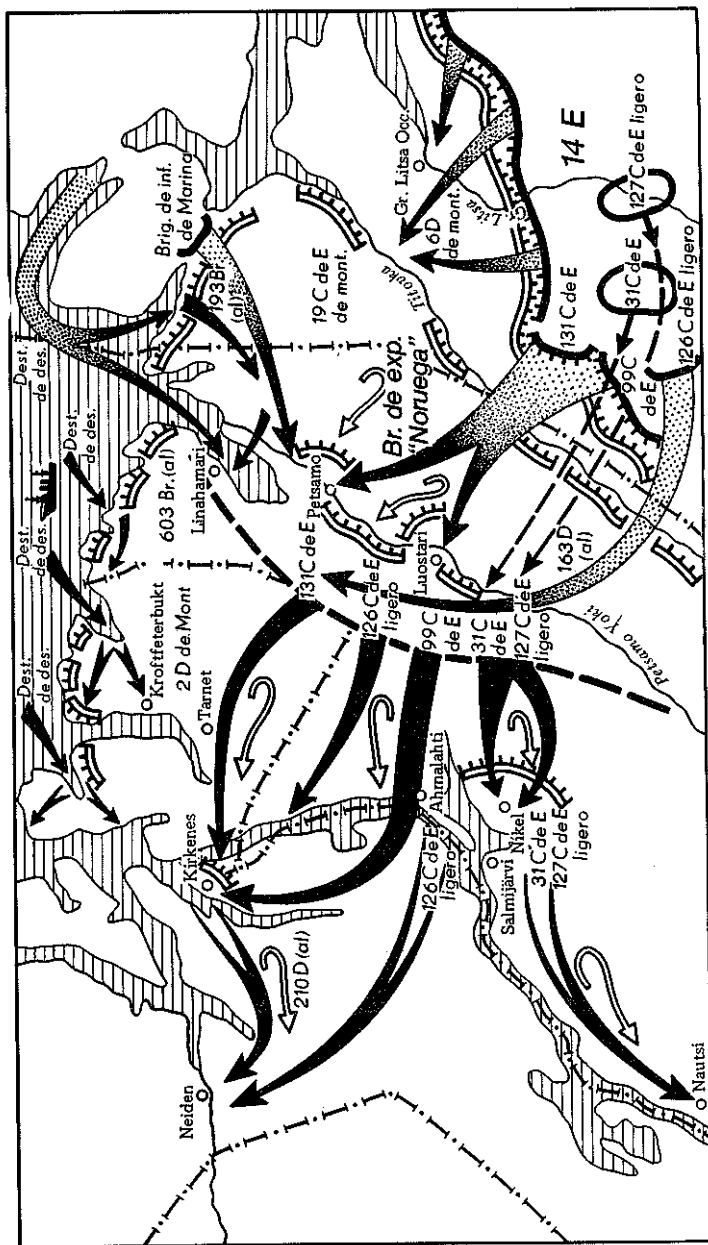 Dest.
de des.
Brig. de inf.
de Marina
193 Br.
(al)
19 C de E
de mont.
Titovka
Gr. Litsa Occ.
Gr. Litsa
6 D
de mont.
14 E
127 C de E ligero
31 C de E
126 C de E ligero
131 C de E
99 C
de E
Dest.
de des.
603 Br. (al)
Linahamari
Petsamo
Br. de exp.
"Noruega"
Luostari
163 D
(al)
Petsamo Yoki
131 C de E
126 C de E
ligero
99 C
de E
31 C
de E
127 C de E
ligero
Dest.
de des.
Kroftfeterbukt
2 D de Mont
Tarnet
Dest.
de des.
Kirkenes
Ahmalahti
126 C de E
ligero
Nikel
Salmijärvi
31 C de E
127 C de E
ligero
210 D (al)
Neiden
Nautsi